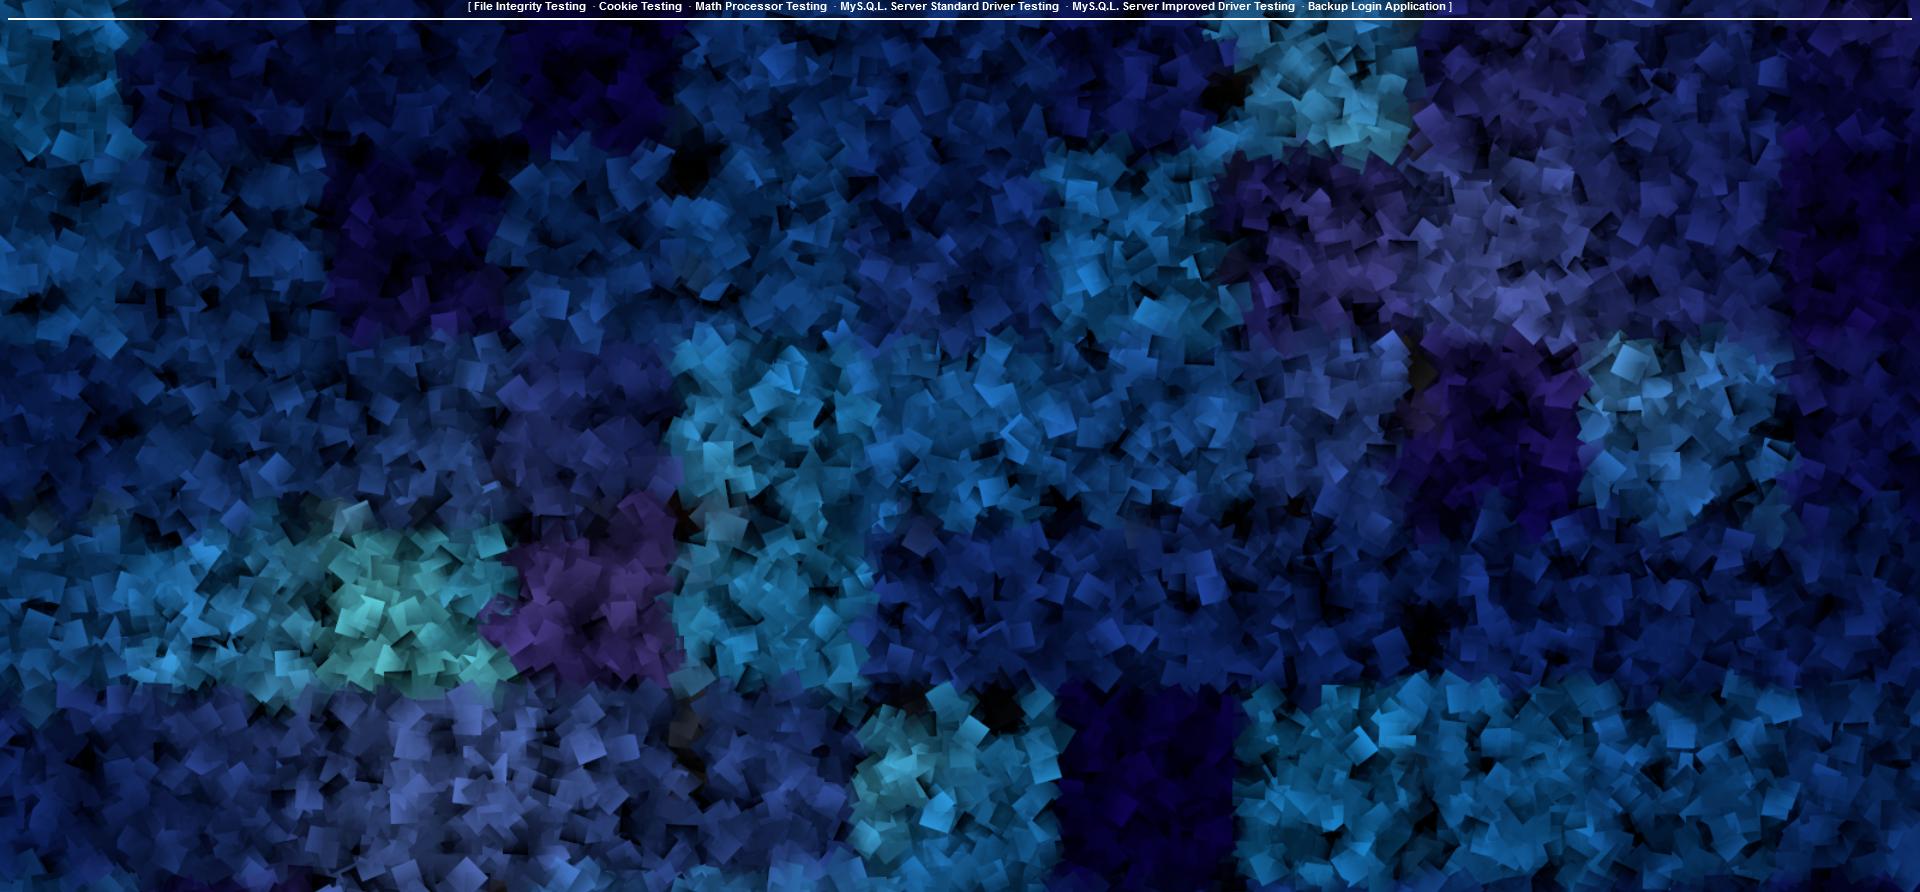 [ File Integrity Testing · Cookie Testing · Math Processor Testing · MyS.Q.L. Server Standard Driver Testing · MyS.Q.L. Server Improved Driver Testing · Backup Login Application ]